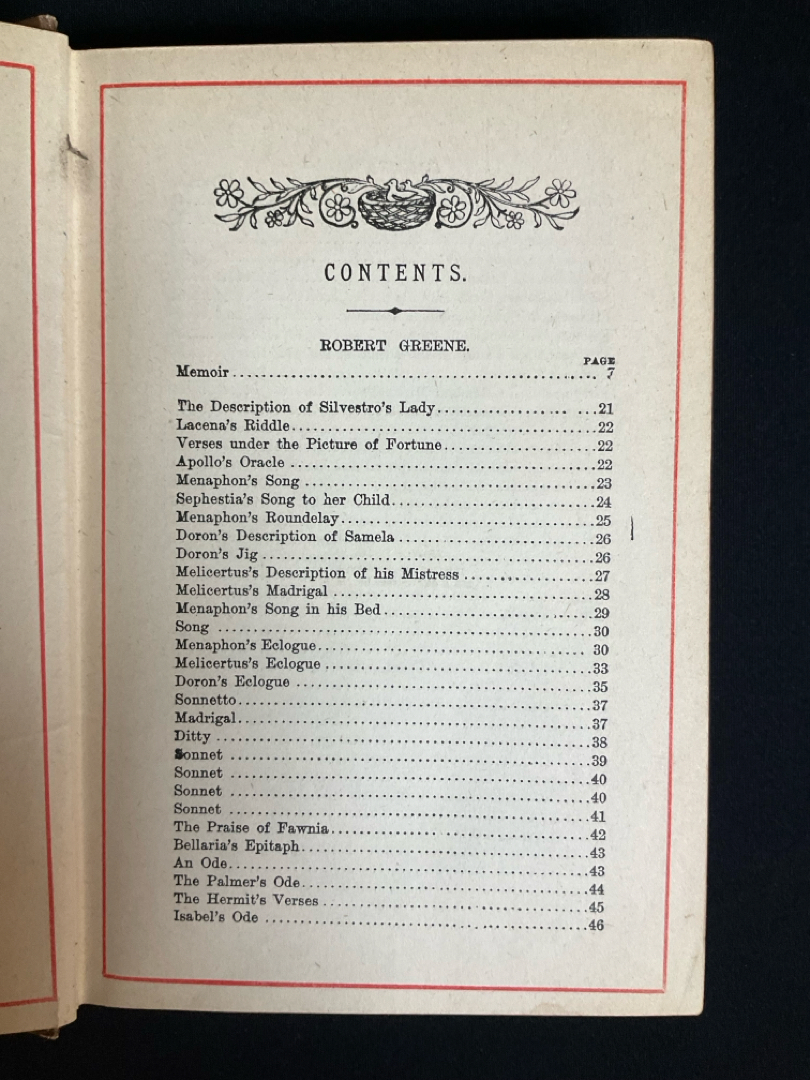 CONTENTS.
ROBERT GREENE.
PAGE
Memoir.......................................................... 7
The Description of Silvestro's Lady.................... ...21
Lacena's Riddle..................................................22
Verses under the Picture of Fortune........................22
Apollo's Oracle ..................................................22
Menaphon's Song ................................................23
Sephestia's Song to her Child.................................24
Menaphon's Roundelay..........................................25
Doron's Description of Samela ................................26
Doron's Jig .......................................................26
Melicertus's Description of his Mistress .....................27
Melicertus's Madrigal ...........................................28
Menaphon's Song in his Bed....................................29
Song ...............................................................30
Menaphon's Eclogue............................................. 30
Melicertus's Eclogue .............................................33
Doron's Eclogue ..................................................35
Sonnetto............................................................37
Madrigal............................................................37
Ditty ...............................................................38
Sonnet .............................................................39
Sonnet .............................................................40
Sonnet .............................................................40
Sonnet .............................................................41
The Praise of Fawnia.............................................42
Bellaria's Epitaph.................................................43
An Ode..............................................................43
The Palmer's Ode..................................................44
The Hermit's Verses ..............................................45
Isabel's Ode .......................................................46